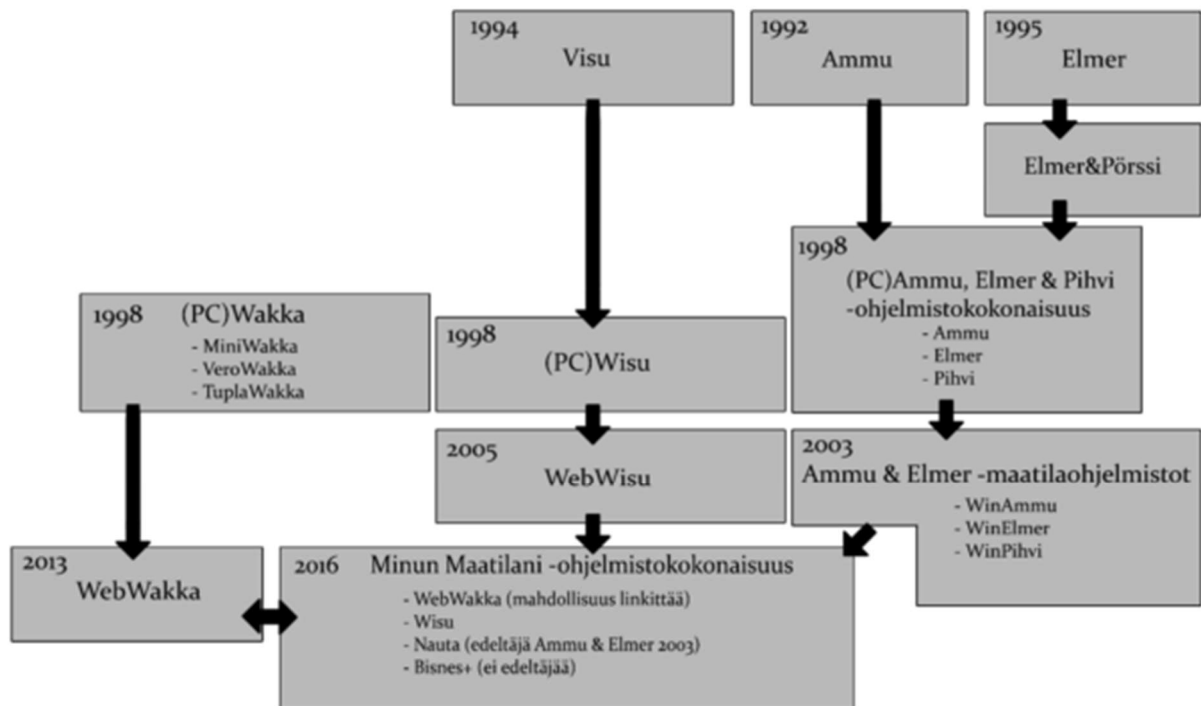 1994
Visu
1992
Ammu
1995
Elmer
Elmer&Pörssi
1998
(PC)Ammu, Elmer & Pihvi
-ohjelmistokokonaisuus
- Ammu
- Elmer
- Pihvi
1998 (PC)Wakka
- MiniWakka
- VeroWakka
- TuplaWakka
1998
(PC)Wisu
2005
WebWisu
2003
Ammu & Elmer -maatilaohjelmistot
- WinAmmu
- WinElmer
- WinPihvi
2013
WebWakka
2016 Minun Maatilani -ohjelmistokokonaisuus
- WebWakka (mahdollisuus linkittää)
- Wisu
- Nauta (edeltäjä Ammu & Elmer 2003)
- Bisnes+ (ei edeltäjää)